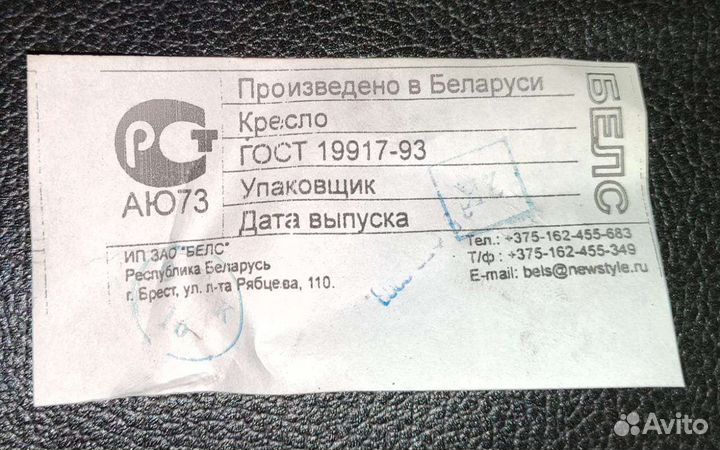 Произведено в Беларуси
Кресло
ГОСТ 19917-93
Упаковщик
Дата выпуска
РСТ
АЮ73
БЕЛС
ИП ЗАО "БЕЛС"
Республика Беларусь
г. Брест, ул. л-та Рябцева, 110.
Тел.: +375-162-455-683
Т/ф : +375-162-455-349
E-mail: bels@newstyle.ru
Avito